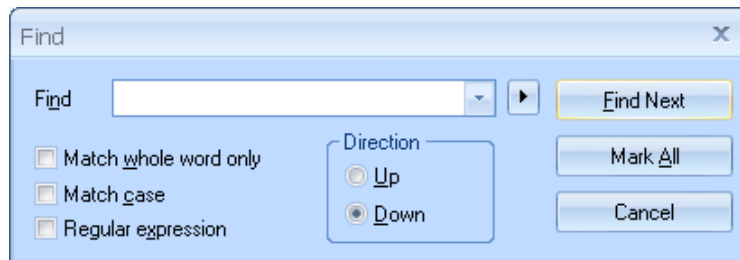 Find
Find
Find Next
Match whole word only
Match case
Regular expression
Direction
Up
Down
Mark All
Cancel